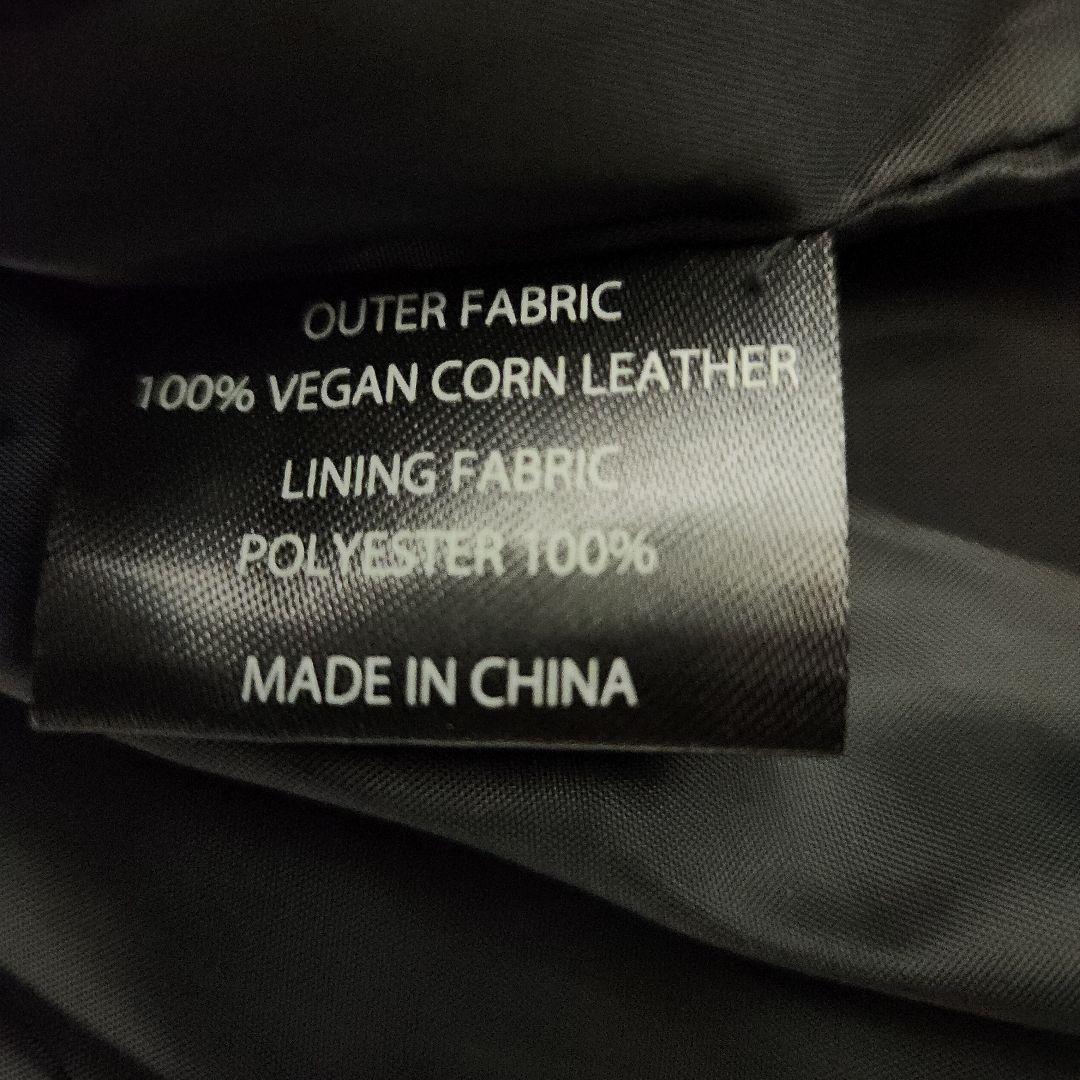 OUTER FABRIC
100% VEGAN CORN LEATHER
LINING FABRIC
POLYESTER 100%
MADE IN CHINA